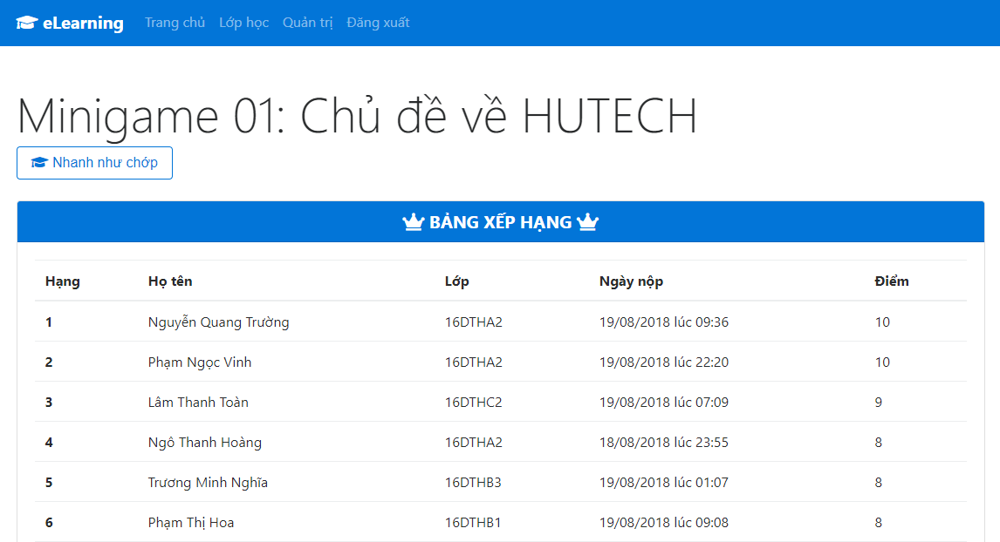 eLearning Trang chủ Lớp học Quản trị Đăng xuất
Minigame 01: Chủ đề về HUTECH
Nhanh như chớp
BẢNG XẾP HẠNG
Hạng Họ tên Lớp Ngày nộp Điểm
1 Nguyễn Quang Trường 16DTHA2 19/08/2018 lúc 09:36 10
2 Phạm Ngọc Vinh 16DTHA2 19/08/2018 lúc 22:20 10
3 Lâm Thanh Toàn 16DTHC2 19/08/2018 lúc 07:09 9
4 Ngô Thanh Hoàng 16DTHA2 18/08/2018 lúc 23:55 8
5 Trương Minh Nghĩa 16DTHB3 19/08/2018 lúc 01:07 8
6 Phạm Thị Hoa 16DTHB1 19/08/2018 lúc 09:08 8